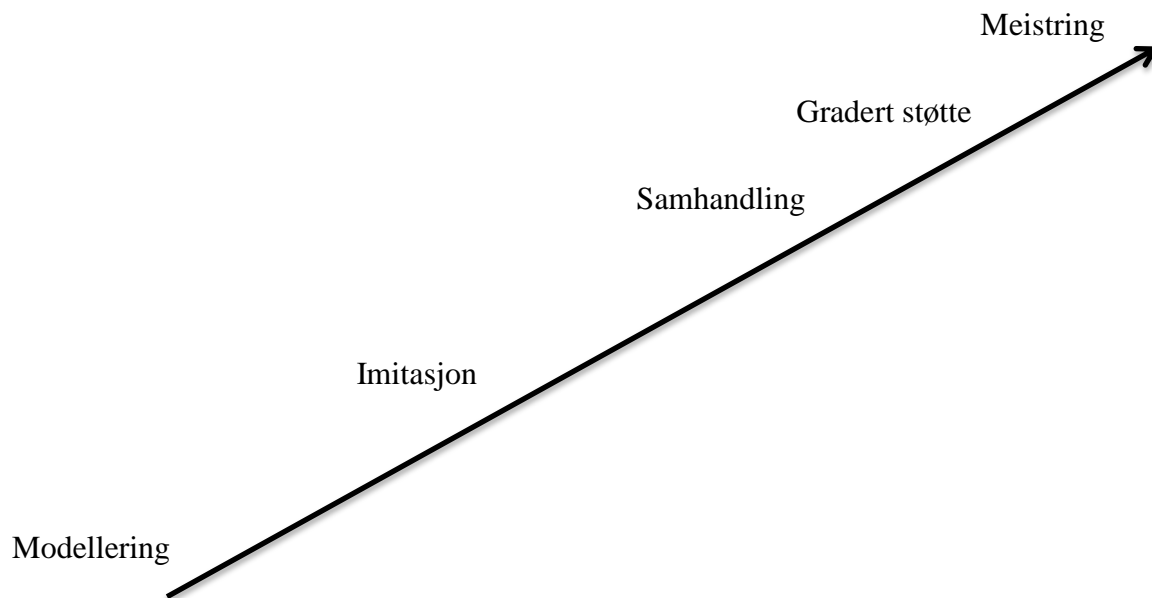 Meistring
Gradert støtte
Samhandling
Imitasjon
Modellering